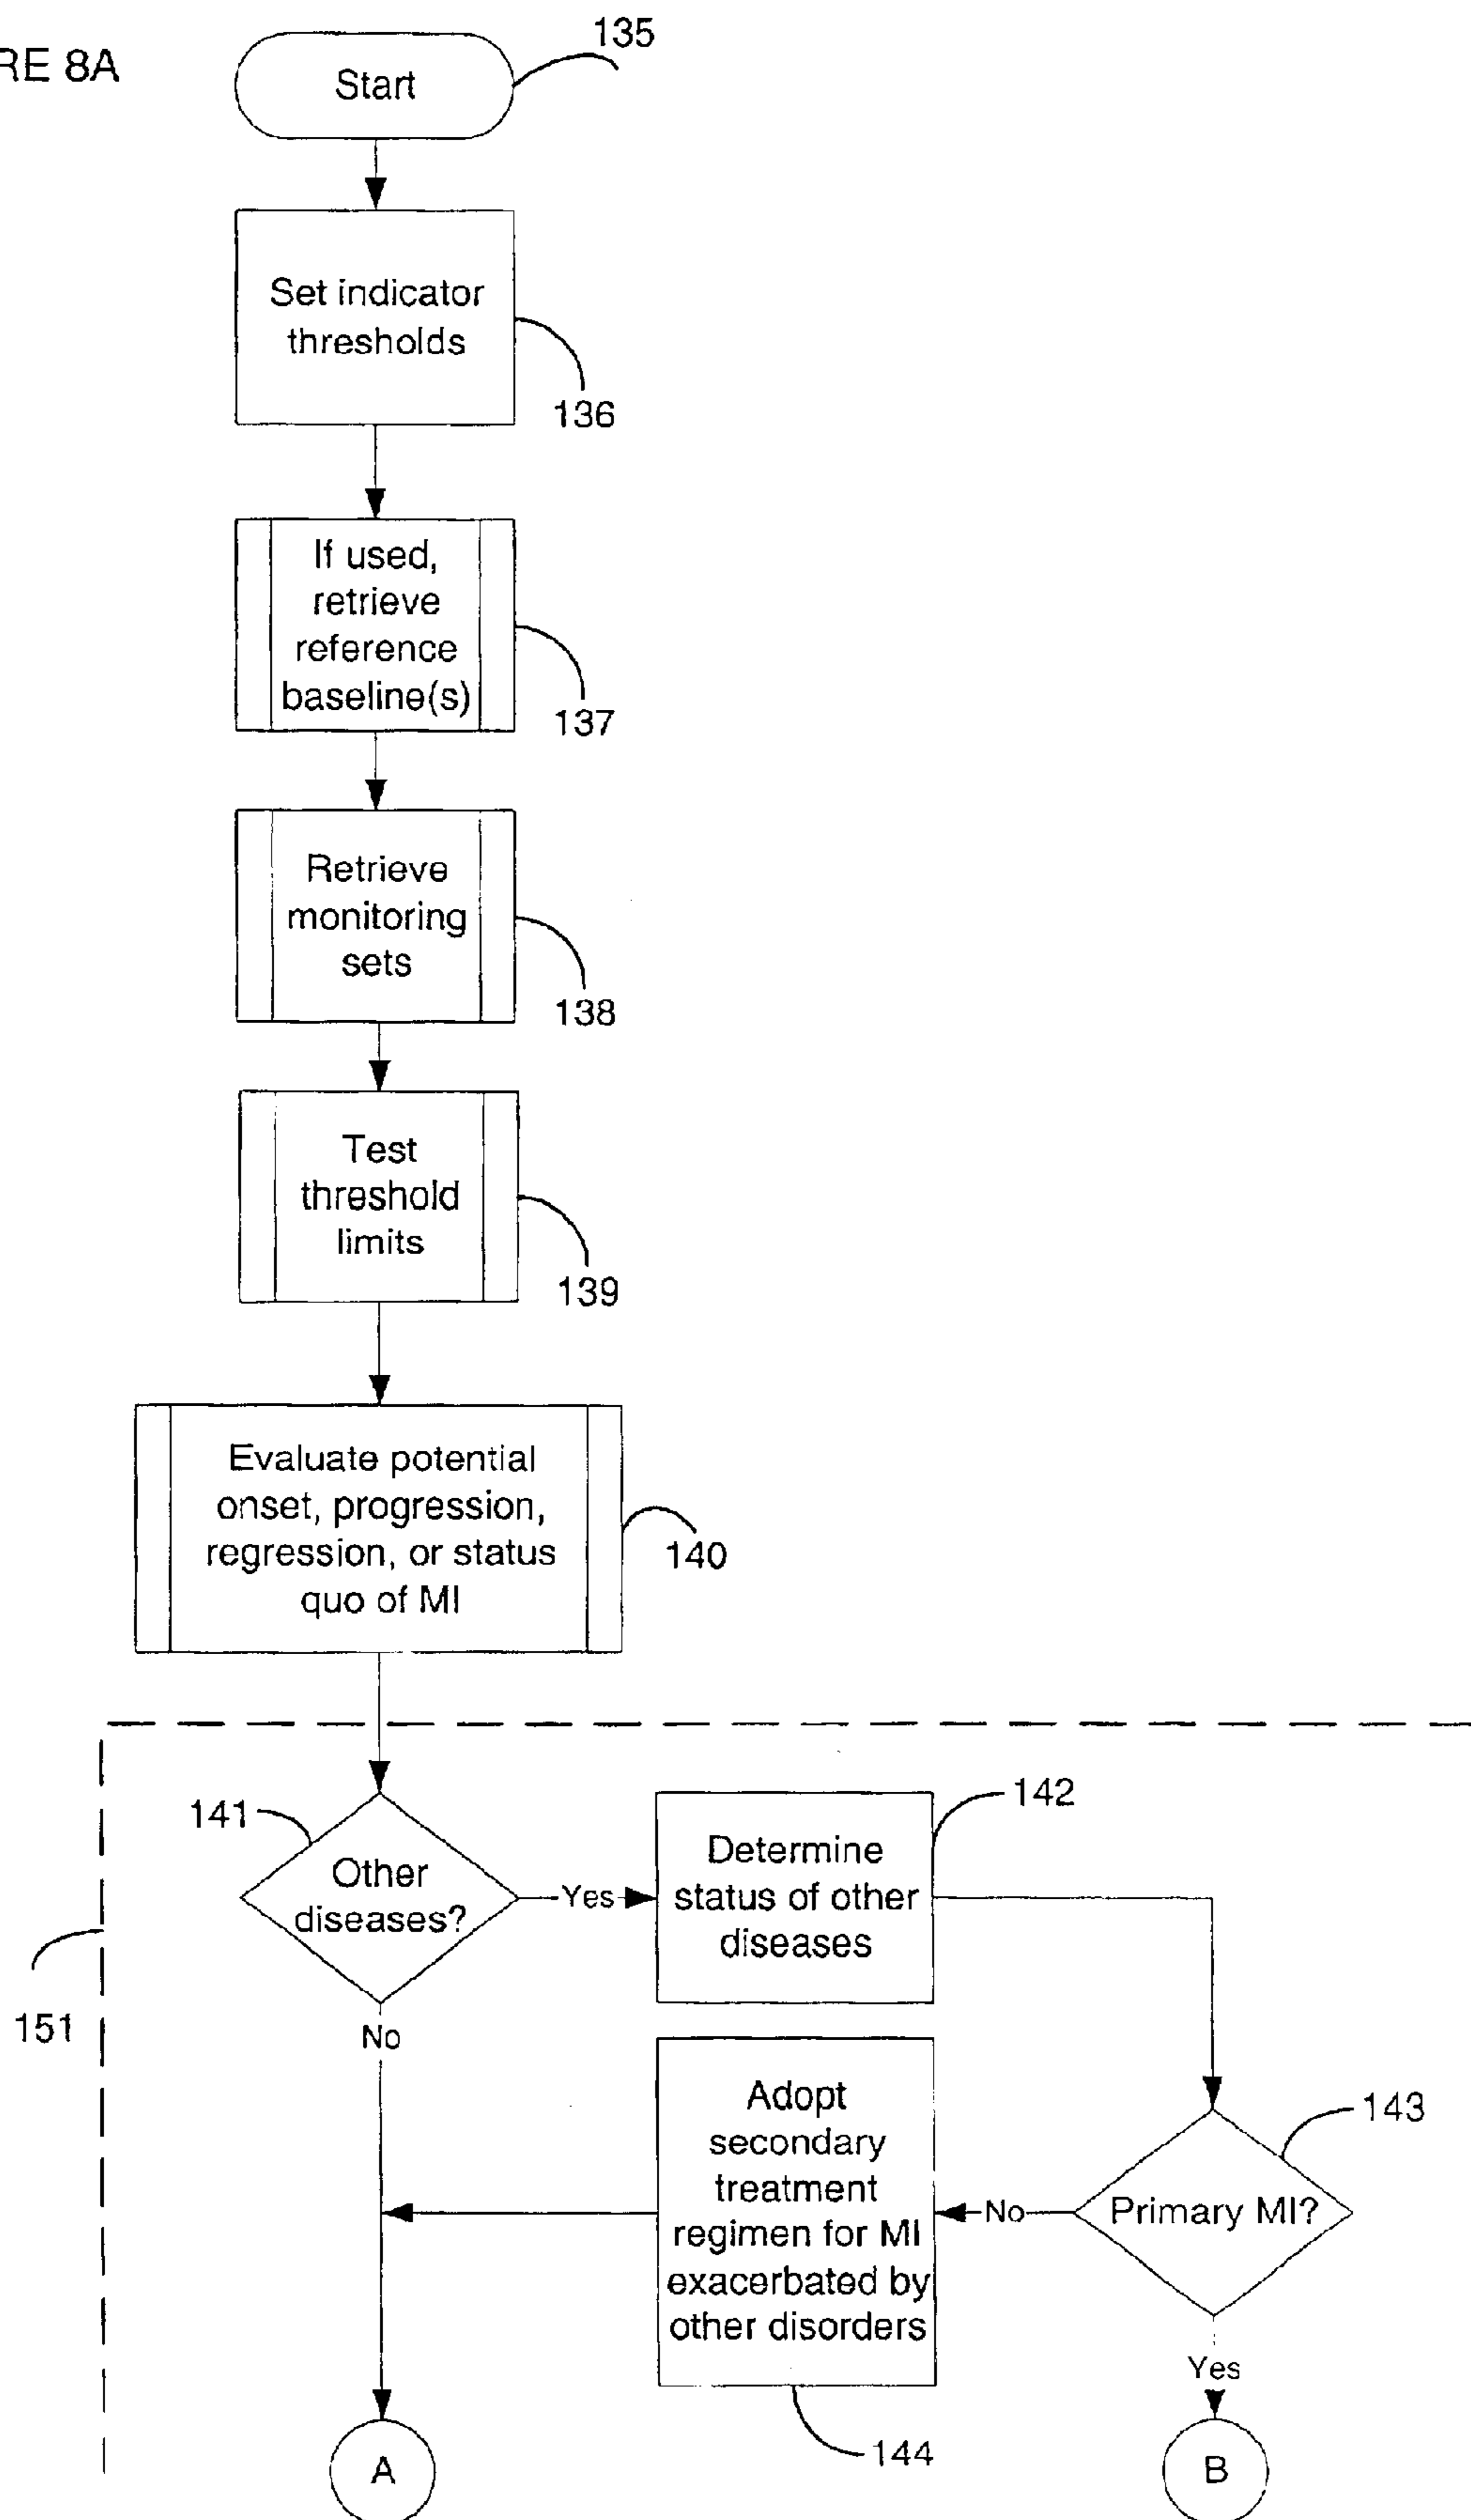 RE 8A
135
Start
Set indicator
thresholds
136
If used,
retrieve
reference
baseline(s)
137
Retrieve
monitoring
sets
138
Test
threshold
limits
139
Evaluate potential
onset, progression,
regression, or status
quo of MI
140
141
Other
diseases?
Yes
142
Determine
status of other
diseases
151
No
Adopt
secondary
treatment
regimen for MI
exacerbated by
other disorders
143
No
Primary MI?
Yes
144
A
B